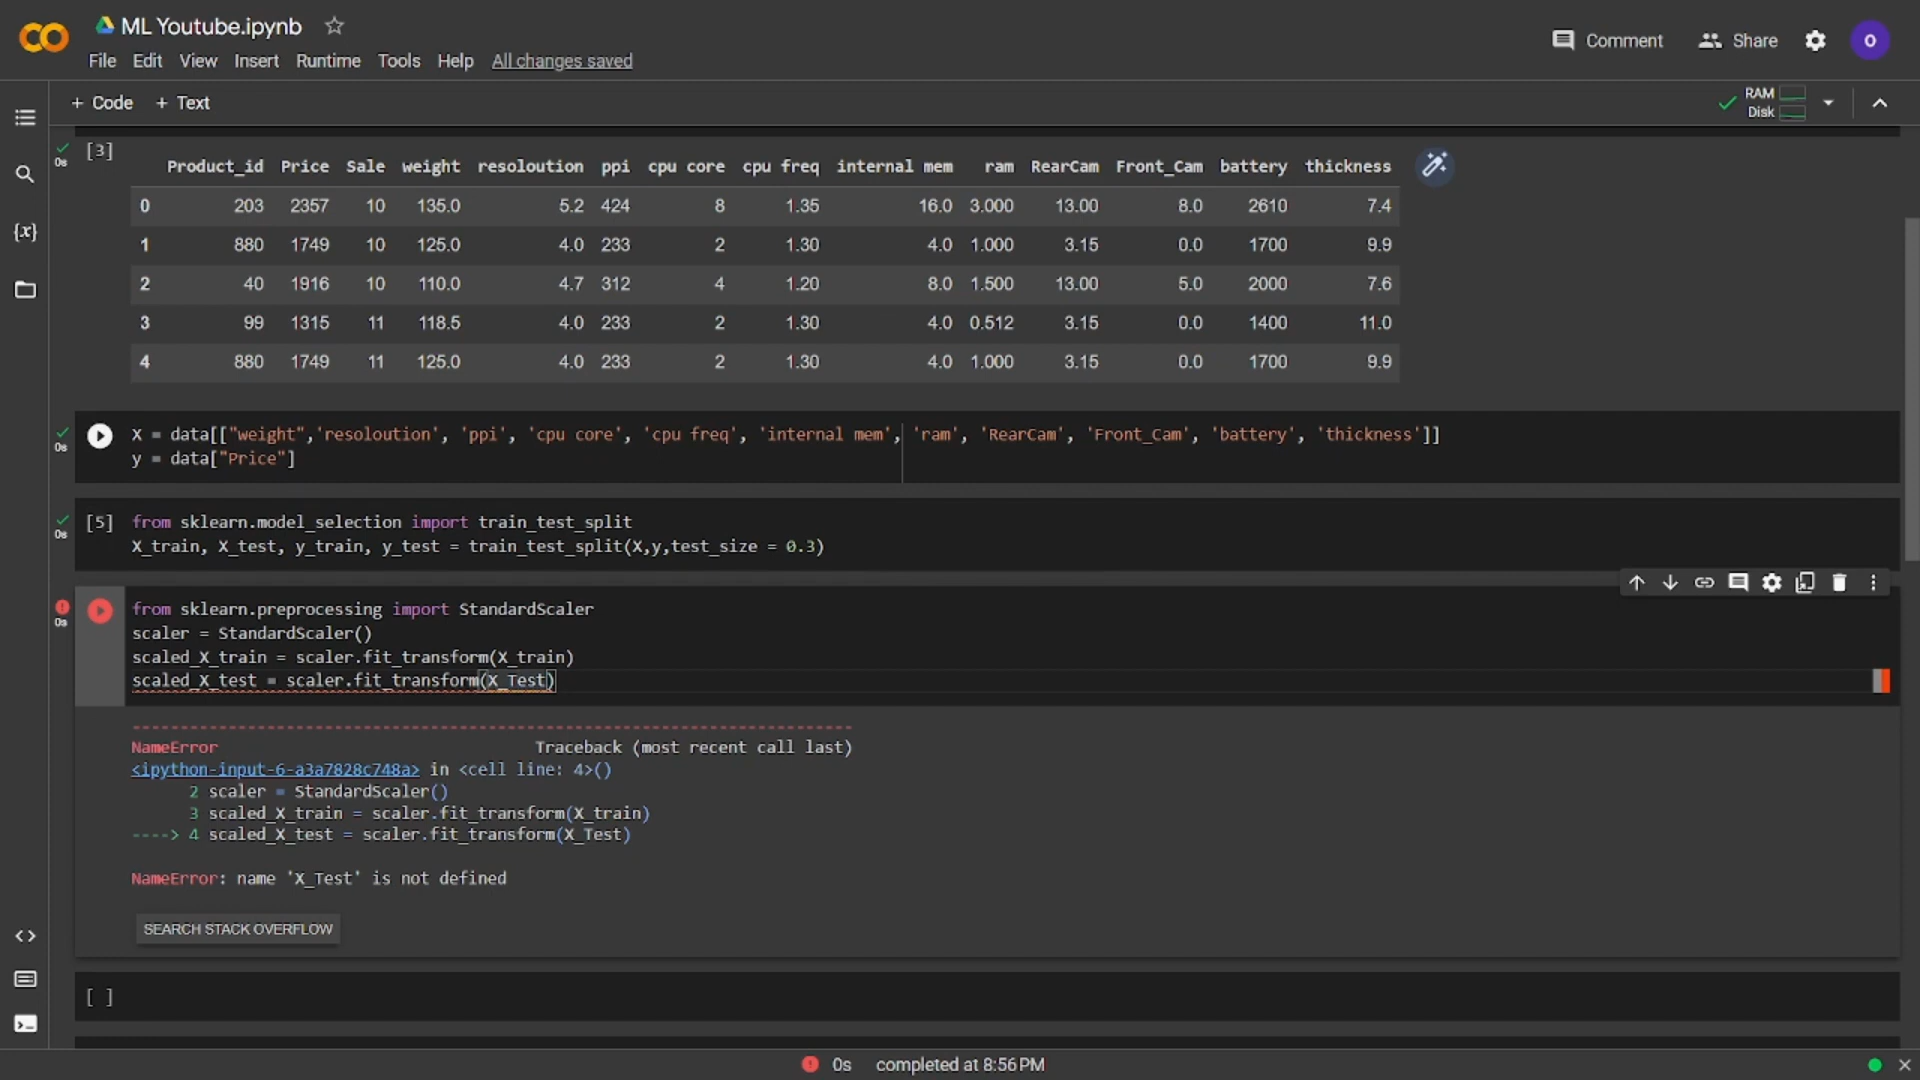 ML Youtube.ipynb
Comment
Share
O
File Edit View Insert Runtime Tools Help All changes saved
+ Code + Text
RAM
Disk
[3]
0s
Product_id Price Sale weight resoloution ppi cpu core cpu freq internal mem ram RearCam Front_Cam battery thickness
0 203 2357 10 135.0 5.2 424 8 1.35 16.0 3.000 13.00 8.0 2610 7.4
1 880 1749 10 125.0 4.0 233 2 1.30 4.0 1.000 3.15 0.0 1700 9.9
2 40 1916 10 110.0 4.7 312 4 1.20 8.0 1.500 13.00 5.0 2000 7.6
3 99 1315 11 118.5 4.0 233 2 1.30 4.0 0.512 3.15 0.0 1400 11.0
4 880 1749 11 125.0 4.0 233 2 1.30 4.0 1.000 3.15 0.0 1700 9.9
{x}
0s
X = data[["weight",'resoloution', 'ppi', 'cpu core', 'cpu freq', 'internal mem', 'ram', 'RearCam', 'Front_Cam', 'battery', 'thickness']]
y = data["Price"]
0s
[5] from sklearn.model_selection import train_test_split
X_train, X_test, y_train, y_test = train_test_split(X,y,test_size = 0.3)
0s
from sklearn.preprocessing import StandardScaler
scaler = StandardScaler()
scaled_X_train = scaler.fit_transform(X_train)
scaled_X_test = scaler.fit_transform(X_Test)
---------------------------------------------------------------------------
NameError Traceback (most recent call last)
<ipython-input-6-a3a7828c748a> in <cell line: 4>()
2 scaler = StandardScaler()
3 scaled_X_train = scaler.fit_transform(X_train)
----> 4 scaled_X_test = scaler.fit_transform(X_Test)
NameError: name 'X_Test' is not defined
SEARCH STACK OVERFLOW
[ ]
0s completed at 8:56 PM